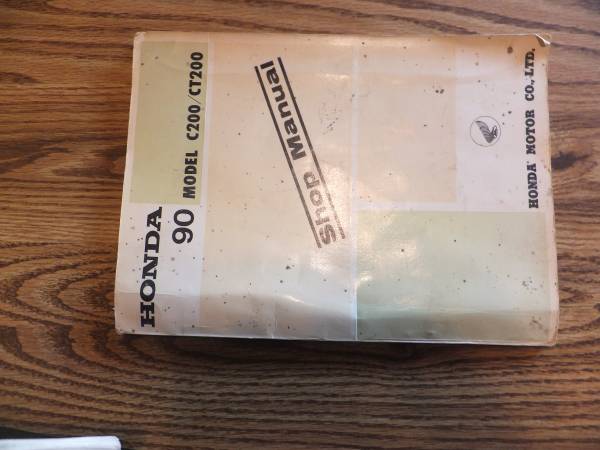 HONDA
90 MODEL C200/CT200
Shop Manual
HONDA MOTOR CO., LTD.